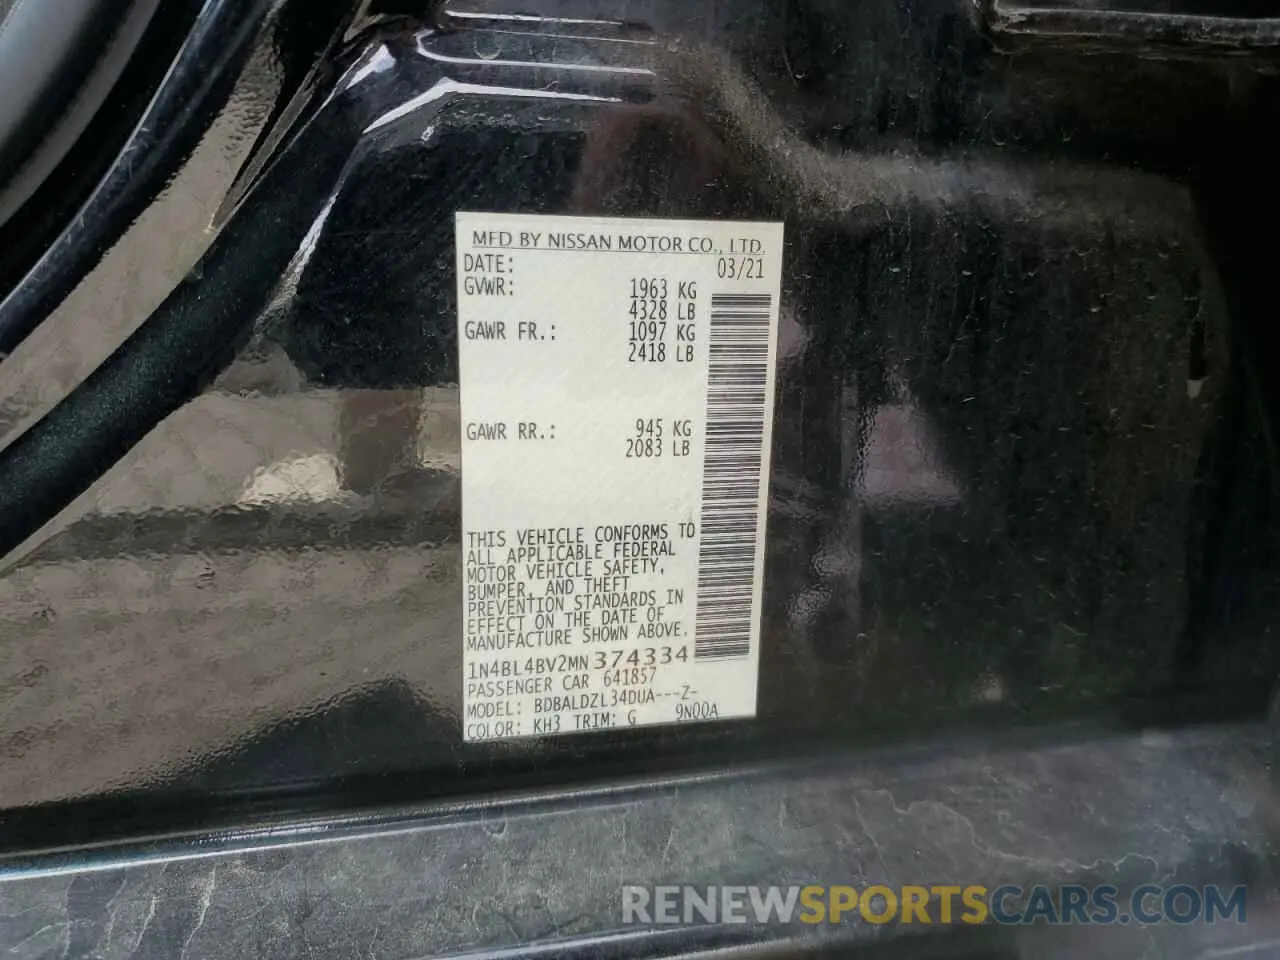 MFD BY NISSAN MOTOR CO., LTD.
DATE: 03/21
GVWR: 1963 KG
4328 LB
GAWR FR.: 1097 KG
2418 LB
GAWR RR.: 945 KG
2083 LB
THIS VEHICLE CONFORMS TO
ALL APPLICABLE FEDERAL
MOTOR VEHICLE SAFETY,
BUMPER, AND THEFT
PREVENTION STANDARDS IN
EFFECT ON THE DATE OF
MANUFACTURE SHOWN ABOVE.
1N4BL4BV2MN374334
PASSENGER CAR 641857
MODEL: BDBALDZL34DUA---Z-
COLOR: KH3 TRIM: G 9N00A
RENEWSPORTSCARS.COM